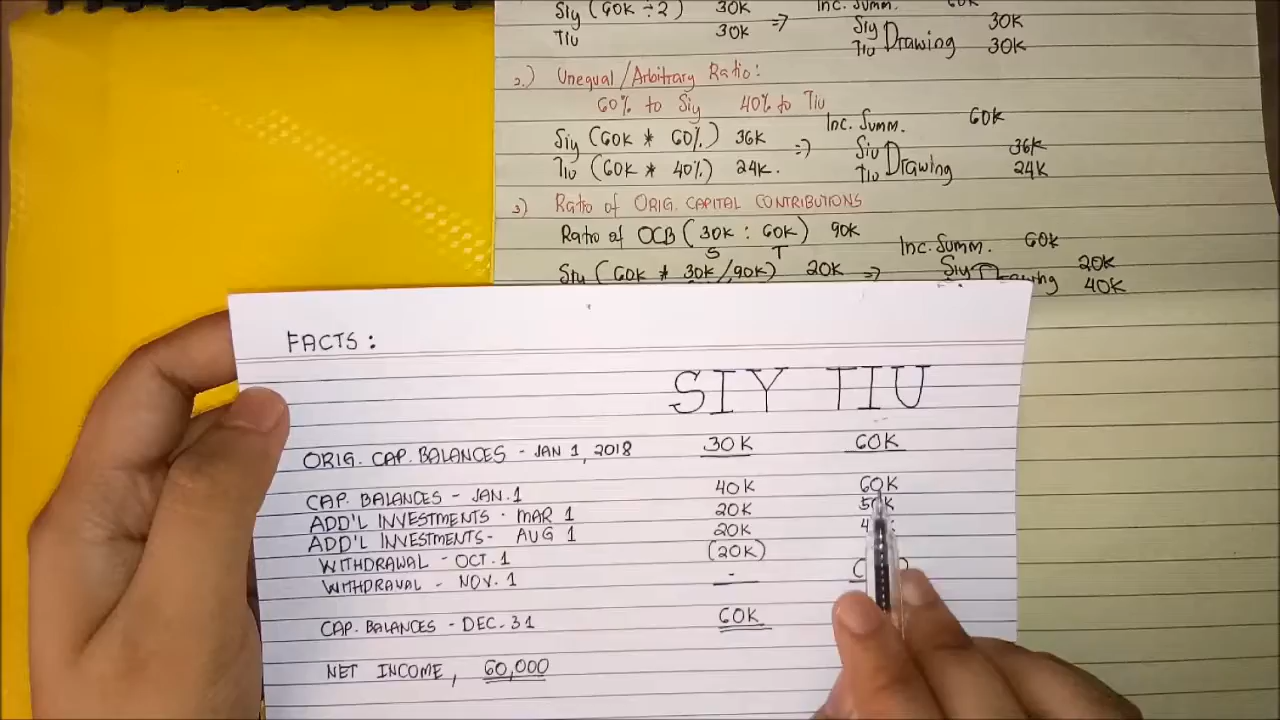 Siy (60K ÷ 2) 30K Inc. Summ. 60K
Tiu 30K => Siy 30K
Tiu Drawing 30K
2.) Unequal / Arbitrary Ratio:
60% to Siy 40% to Tiu
Inc. Summ. 60K
Siy (60K * 60%) 36K => Siy 36K
Tiu (60K * 40%) 24K. Tiu Drawing 24K
3) Ratio of ORIG. CAPITAL CONTRIBUTIONS
Ratio of OCB (30K : 60K) 90K
S T
Inc. Summ. 60K
Siy (60K * 30K/90K) 20K => Siy Drawing 20K
40K
FACTS:
SIY TIU
ORIG. CAP. BALANCES - JAN 1, 2018 30K 60K
CAP. BALANCES - JAN. 1 40K 60K
ADD'L INVESTMENTS - MAR 1 20K 50K
ADD'L INVESTMENTS - AUG 1 20K
WITHDRAWAL - OCT. 1 (20K)
WITHDRAWAL - NOV. 1 -
CAP. BALANCES - DEC. 31 60K
NET INCOME, 60,000